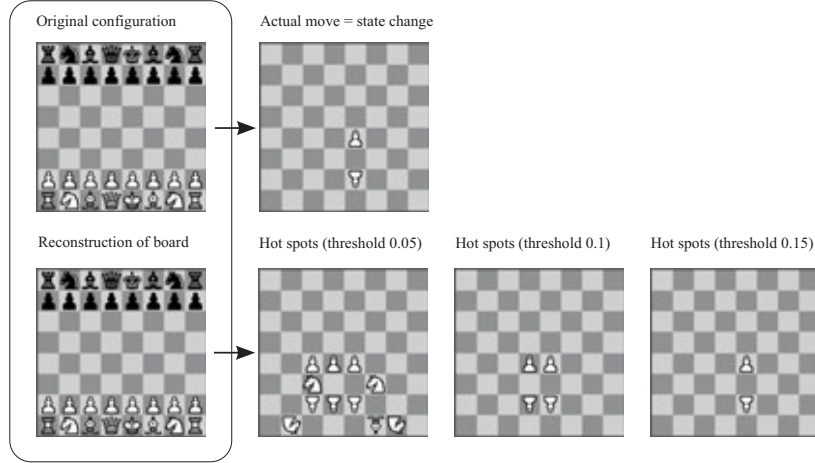 Original configuration
Actual move = state change
Reconstruction of board
Hot spots (threshold 0.05)
Hot spots (threshold 0.1)
Hot spots (threshold 0.15)